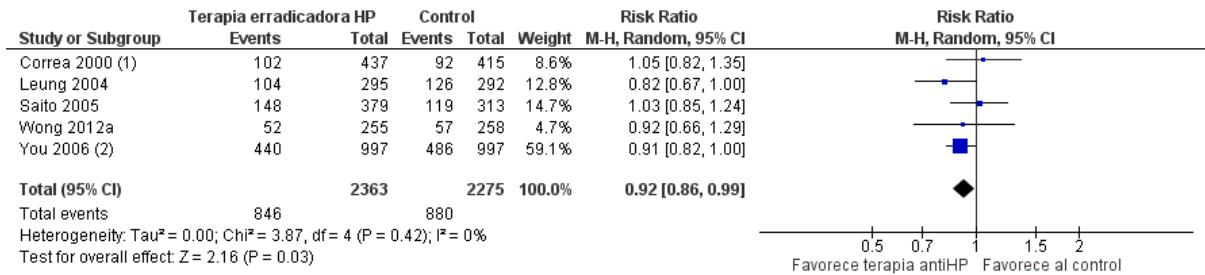 Terapia erradicadora HP Control Risk Ratio Risk Ratio
Study or Subgroup Events Total Events Total Weight M-H, Random, 95% CI M-H, Random, 95% CI
Correa 2000 (1) 102 437 92 415 8.6% 1.05 [0.82, 1.35]
Leung 2004 104 295 126 292 12.8% 0.82 [0.67, 1.00]
Saito 2005 148 379 119 313 14.7% 1.03 [0.85, 1.24]
Wong 2012a 52 255 57 258 4.7% 0.92 [0.66, 1.29]
You 2006 (2) 440 997 486 997 59.1% 0.91 [0.82, 1.00]
Total (95% CI) 2363 2275 100.0% 0.92 [0.86, 0.99]
Total events 846 880
Heterogeneity: Tau² = 0.00; Chi² = 3.87, df = 4 (P = 0.42); I² = 0%
Test for overall effect: Z = 2.16 (P = 0.03)
0.5 0.7 1 1.5 2
Favorece terapia antiHP Favorece al control